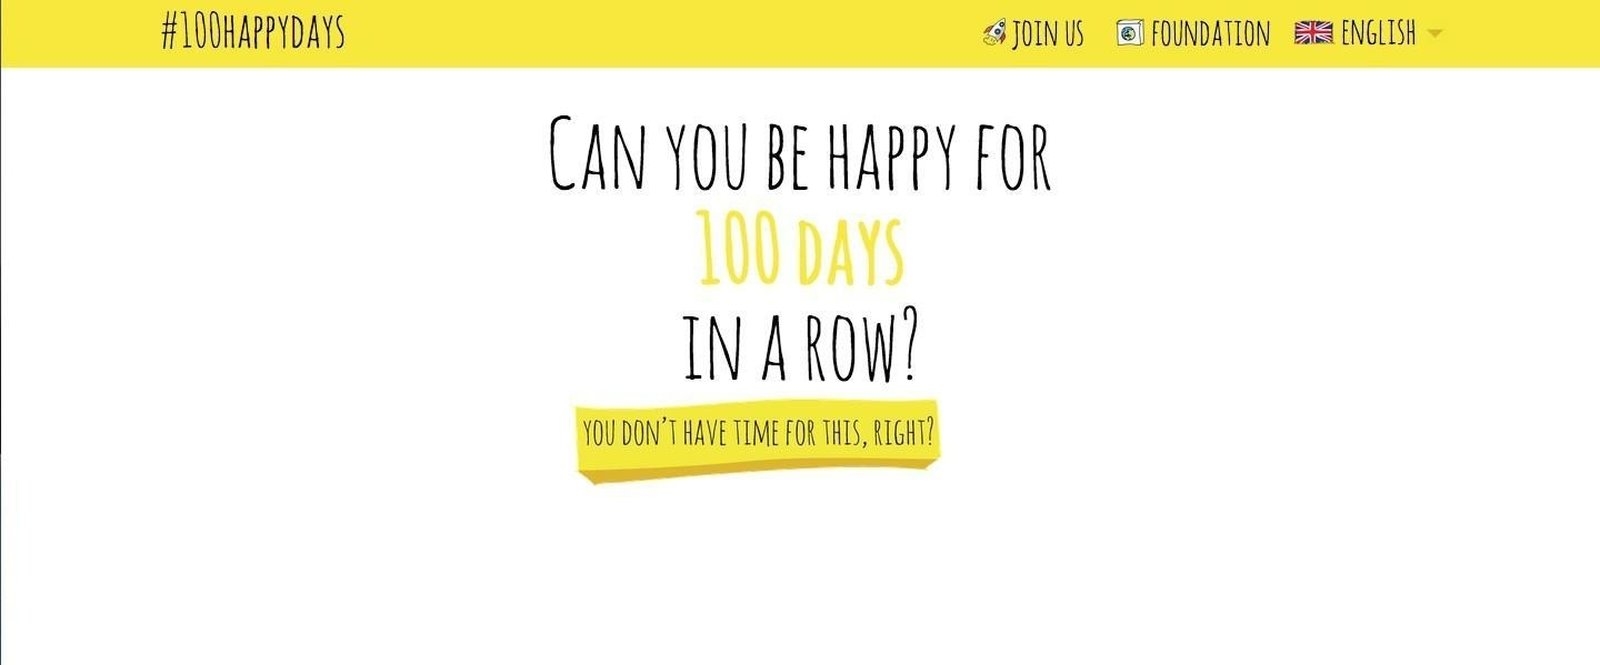 #100HAPPYDAYS
JOIN US
FOUNDATION
ENGLISH
CAN YOU BE HAPPY FOR
100 DAYS
IN A ROW?
YOU DON'T HAVE TIME FOR THIS, RIGHT?